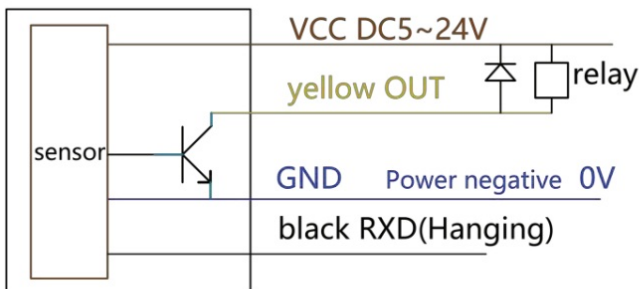 VCC DC5~24V
yellow OUT
relay
sensor
GND Power negative 0V
black RXD(Hanging)